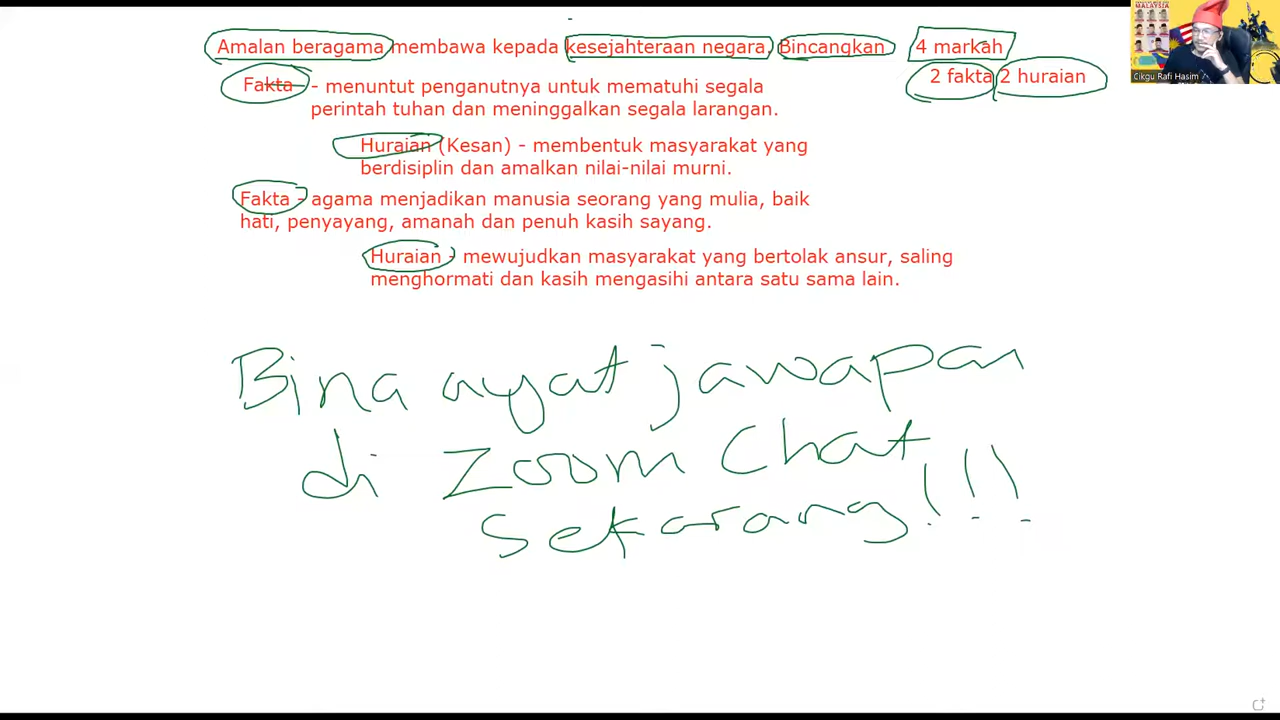 Amalan beragama membawa kepada kesejahteraan negara. Bincangkan 4 markah
2 fakta 2 huraian
Fakta - menuntut penganutnya untuk mematuhi segala
perintah tuhan dan meninggalkan segala larangan.
Huraian (Kesan) - membentuk masyarakat yang
berdisiplin dan amalkan nilai-nilai murni.
Fakta - agama menjadikan manusia seorang yang mulia, baik
hati, penyayang, amanah dan penuh kasih sayang.
Huraian - mewujudkan masyarakat yang bertolak ansur, saling
menghormati dan kasih mengasihi antara satu sama lain.
Bina ayat jawapan
di Zoom Chat
sekarang!!!
MALAYSIA
Cikgu Rafi Hasim